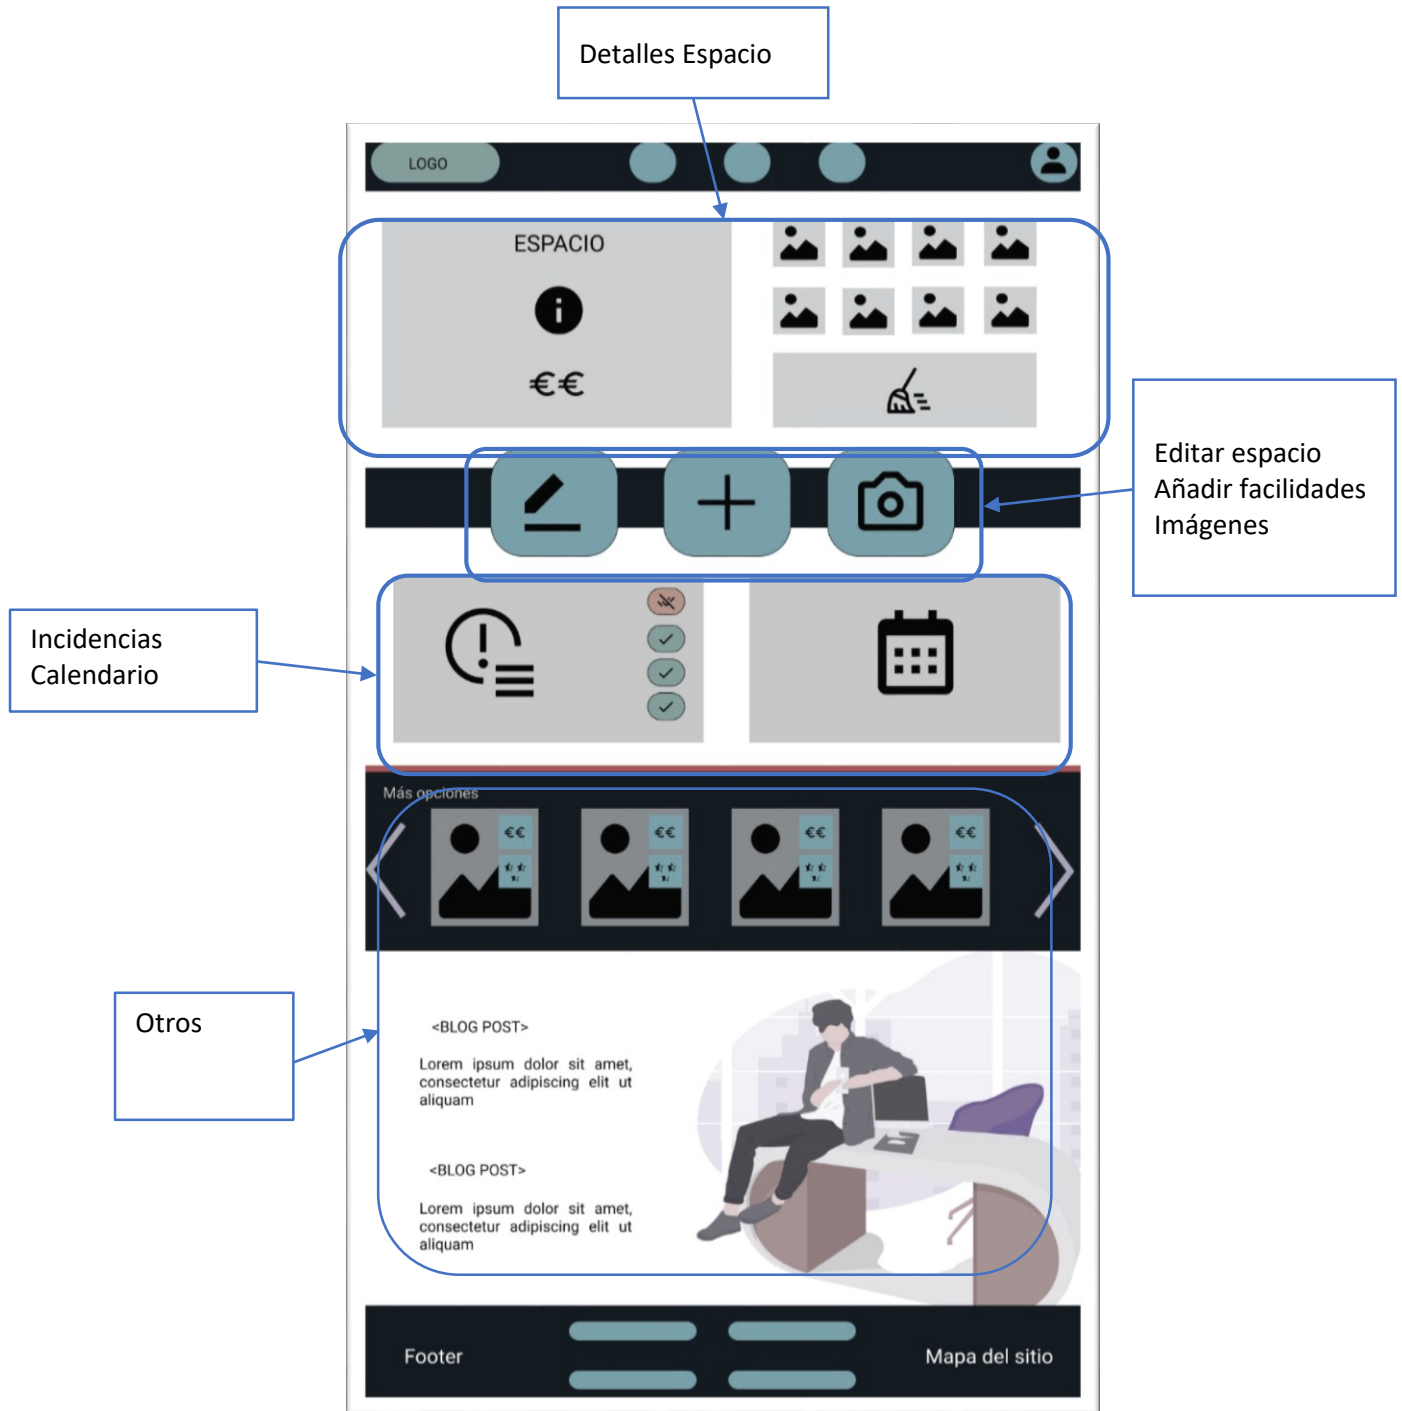 Detalles Espacio
LOGO
ESPACIO
€€
Editar espacio
Añadir facilidades
Imágenes
Incidencias
Calendario
Más opciones
€€
€€
€€
€€
Otros
<BLOG POST>
Lorem ipsum dolor sit amet,
consectetur adipiscing elit ut
aliquam
<BLOG POST>
Lorem ipsum dolor sit amet,
consectetur adipiscing elit ut
aliquam
Footer
Mapa del sitio